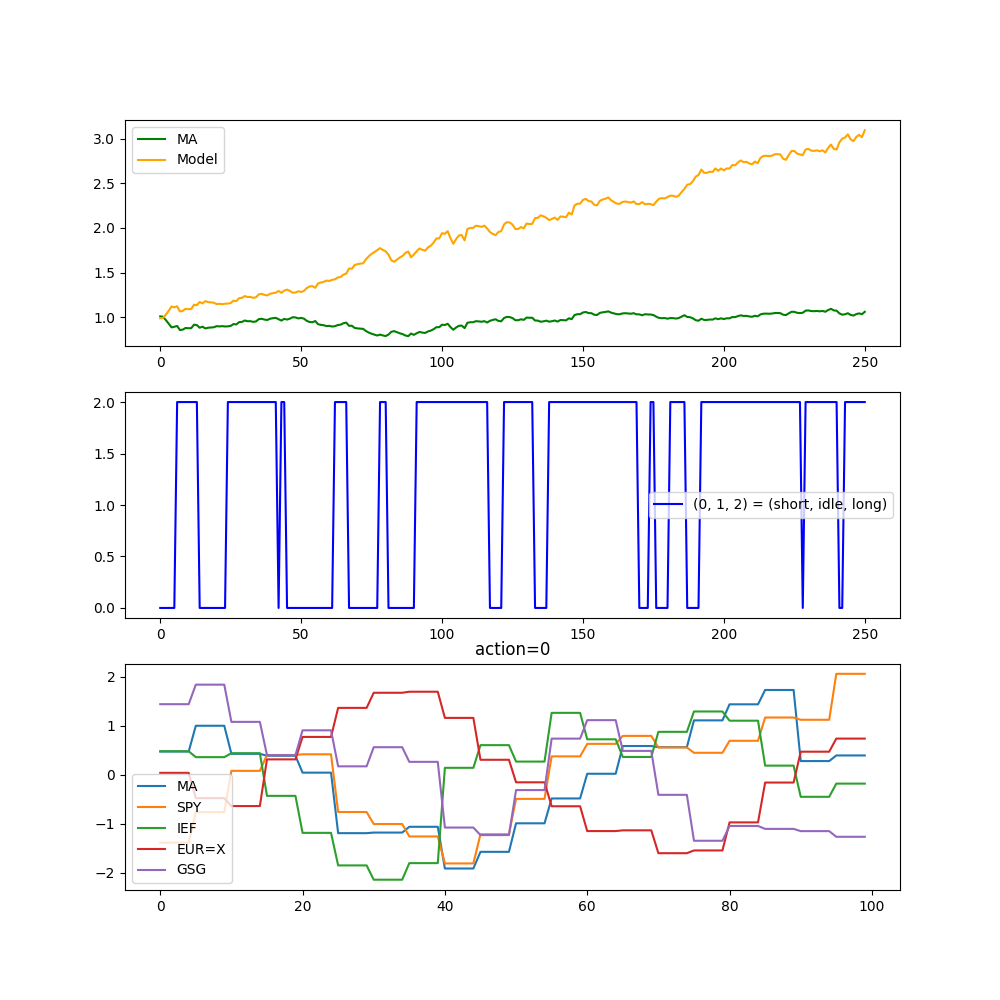 MA
Model
3.0
2.5
2.0
1.5
1.0
0 50 100 150 200 250
2.0
1.5
1.0
0.5
0.0
(0, 1, 2) = (short, idle, long)
0 50 100 150 200 250
action=0
2
1
0
−1
−2
MA
SPY
IEF
EUR=X
GSG
0 20 40 60 80 100